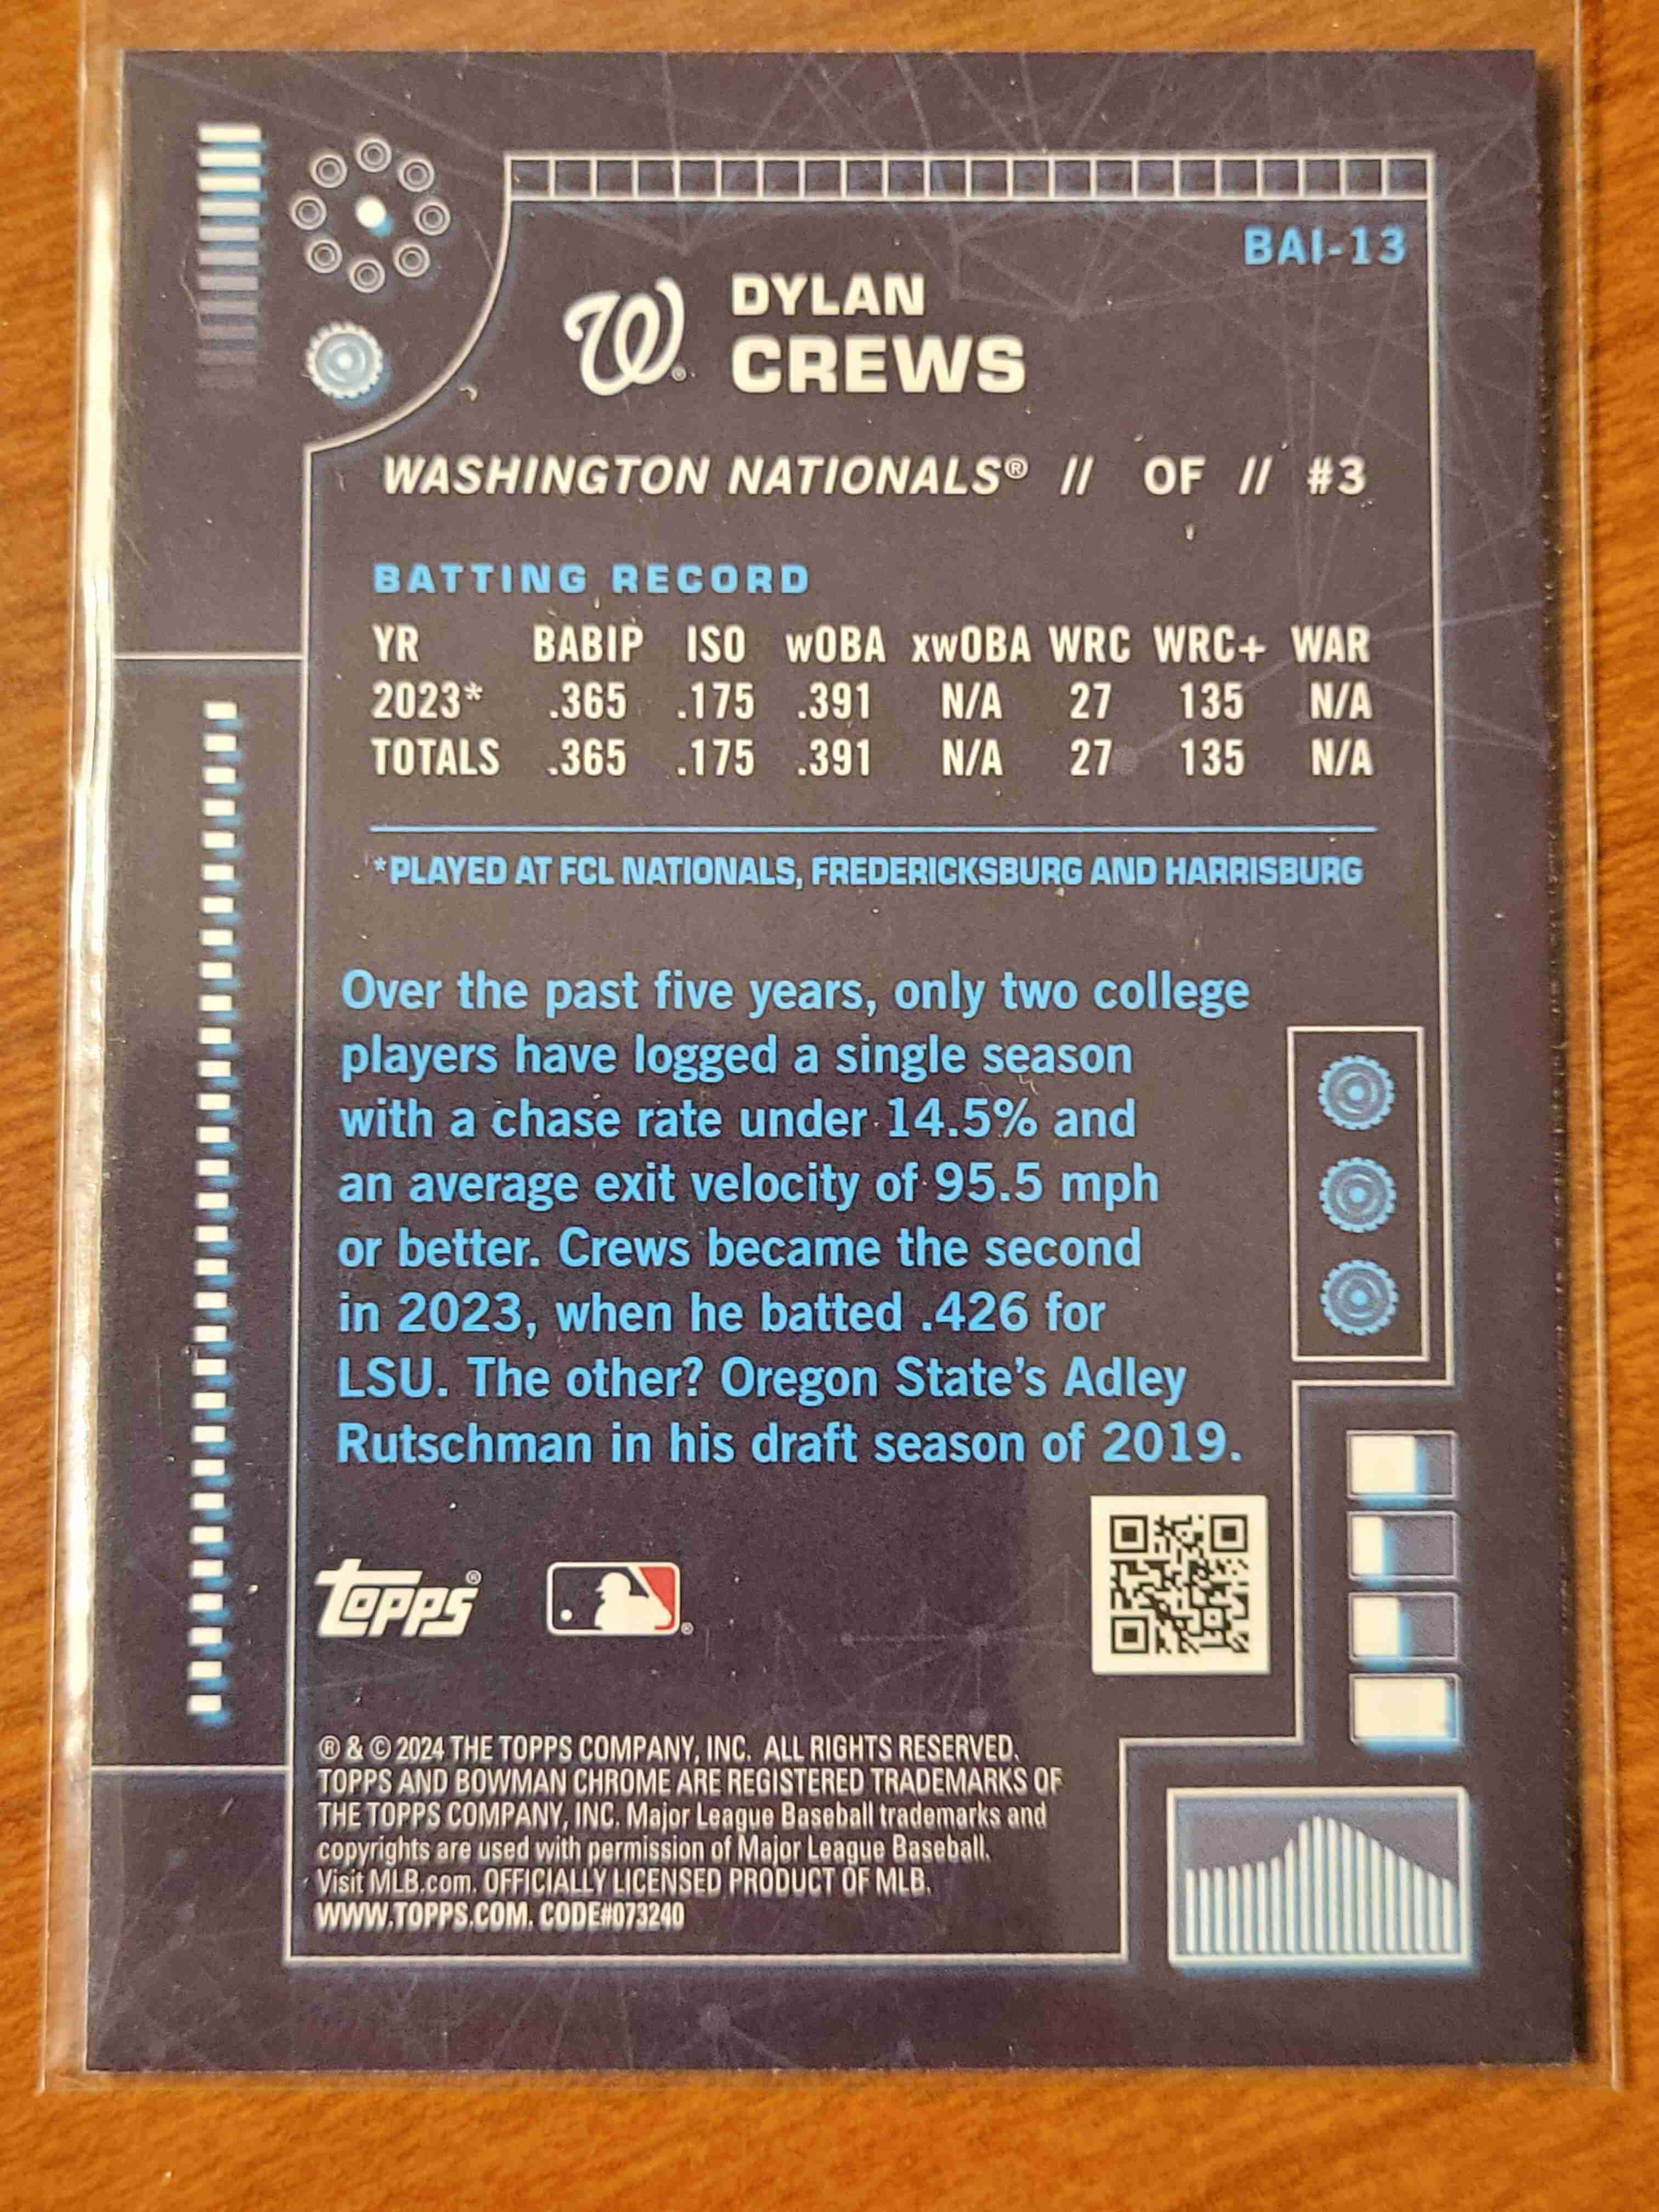 BAI-13
W®
DYLAN
CREWS
WASHINGTON NATIONALS® // OF // #3
BATTING RECORD
YR BABIP ISO wOBA xwOBA WRC WRC+ WAR
2023* .365 .175 .391 N/A 27 135 N/A
TOTALS .365 .175 .391 N/A 27 135 N/A
*PLAYED AT FCL NATIONALS, FREDERICKSBURG AND HARRISBURG
Over the past five years, only two college
players have logged a single season
with a chase rate under 14.5% and
an average exit velocity of 95.5 mph
or better. Crews became the second
in 2023, when he batted .426 for
LSU. The other? Oregon State's Adley
Rutschman in his draft season of 2019.
TOPPS®
®
® & © 2024 THE TOPPS COMPANY, INC. ALL RIGHTS RESERVED.
TOPPS AND BOWMAN CHROME ARE REGISTERED TRADEMARKS OF
THE TOPPS COMPANY, INC. Major League Baseball trademarks and
copyrights are used with permission of Major League Baseball.
Visit MLB.com. OFFICIALLY LICENSED PRODUCT OF MLB.
WWW.TOPPS.COM. CODE#073240